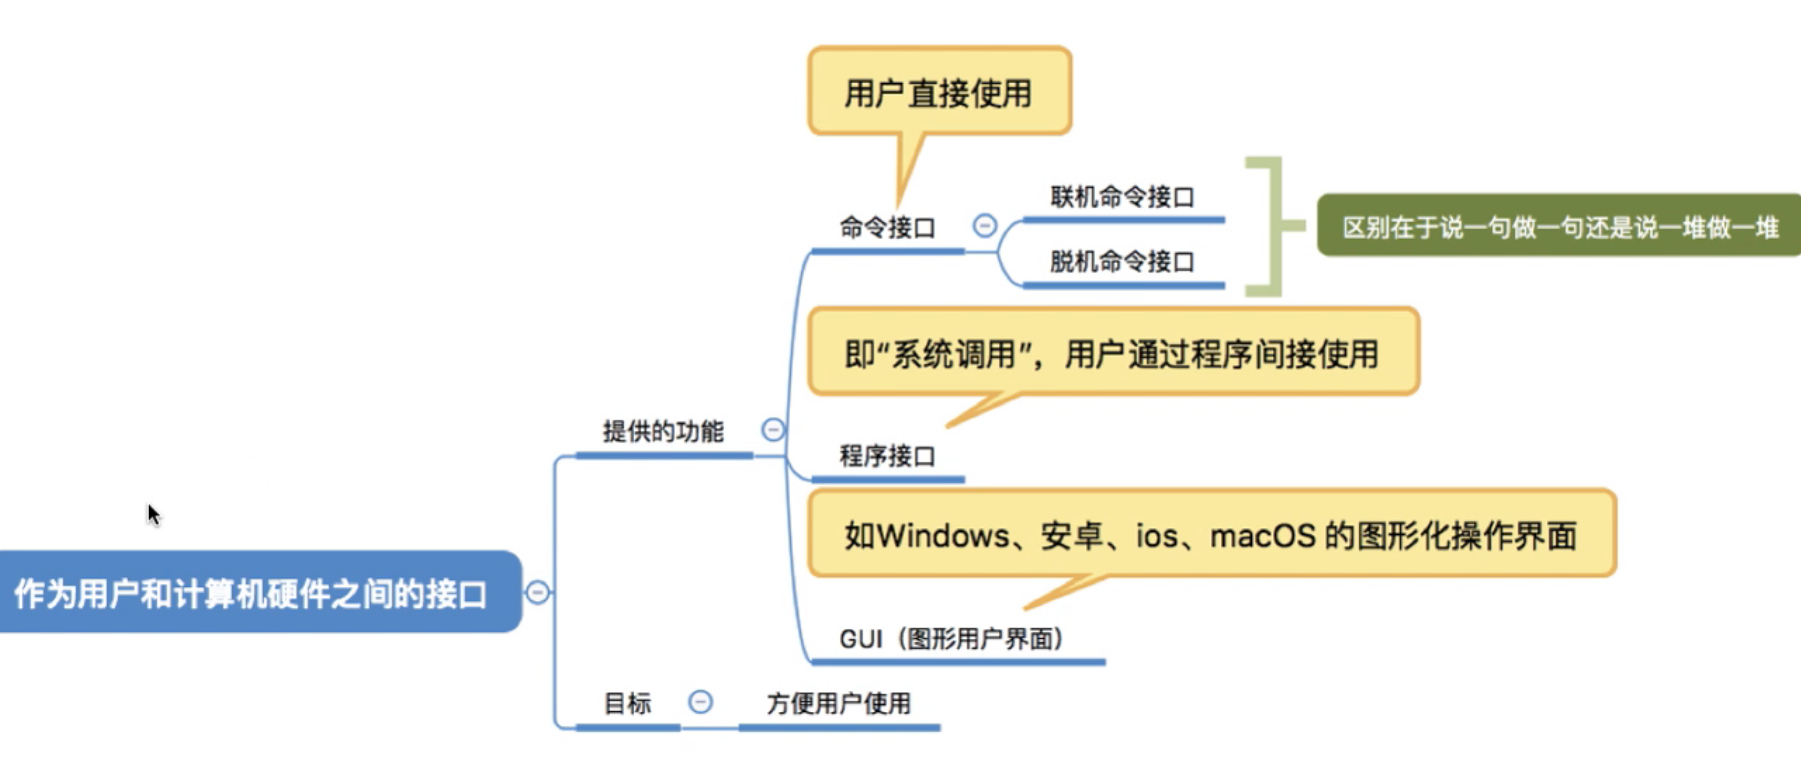 用户直接使用
联机命令接口
命令接口
区别在于说一句做一句还是说一堆做一堆
脱机命令接口
即“系统调用”，用户通过程序间接使用
提供的功能
程序接口
如Windows、安卓、ios、macOS 的图形化操作界面
作为用户和计算机硬件之间的接口
GUI（图形用户界面）
目标
方便用户使用